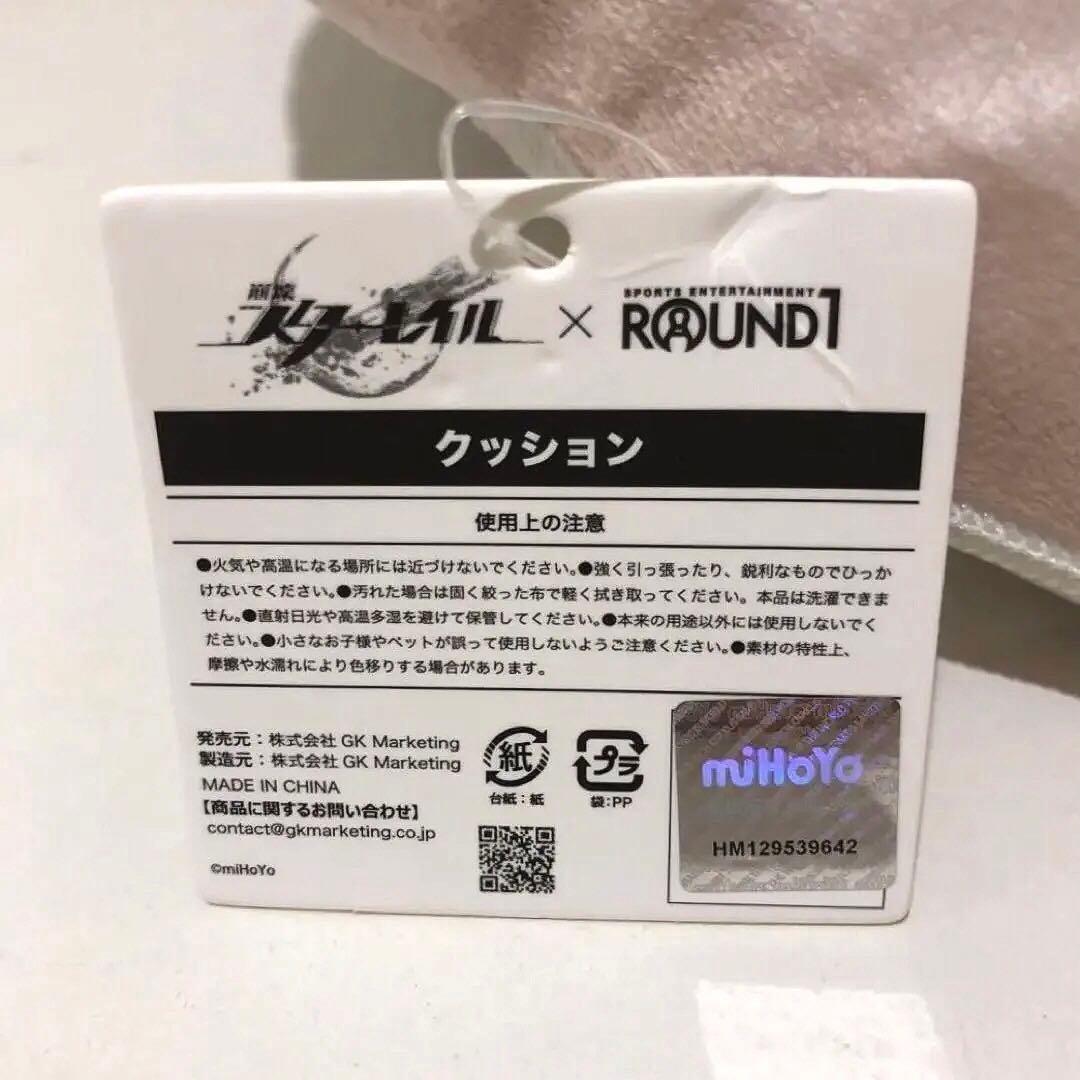 崩壊
スターレイル × SPORTS ENTERTAINMENT ROUND1
クッション
使用上の注意
●火気や高温になる場所には近づけないでください。●強く引っ張ったり、鋭利なものでひっか
けないでください。●汚れた場合は固く絞った布で軽く拭き取ってください。本品は洗濯できま
せん。●直射日光や高温多湿を避けて保管してください。●本来の用途以外には使用しないでく
ださい。●小さなお子様やペットが誤って使用しないようご注意ください。●素材の特性上、
摩擦や水濡れにより色移りする場合があります。
発売元：株式会社 GK Marketing
製造元：株式会社 GK Marketing
MADE IN CHINA
【商品に関するお問い合わせ】
contact@gkmarketing.co.jp
©miHoYo
紙
台紙：紙
プラ
袋：PP
miHoYo
HM129539642